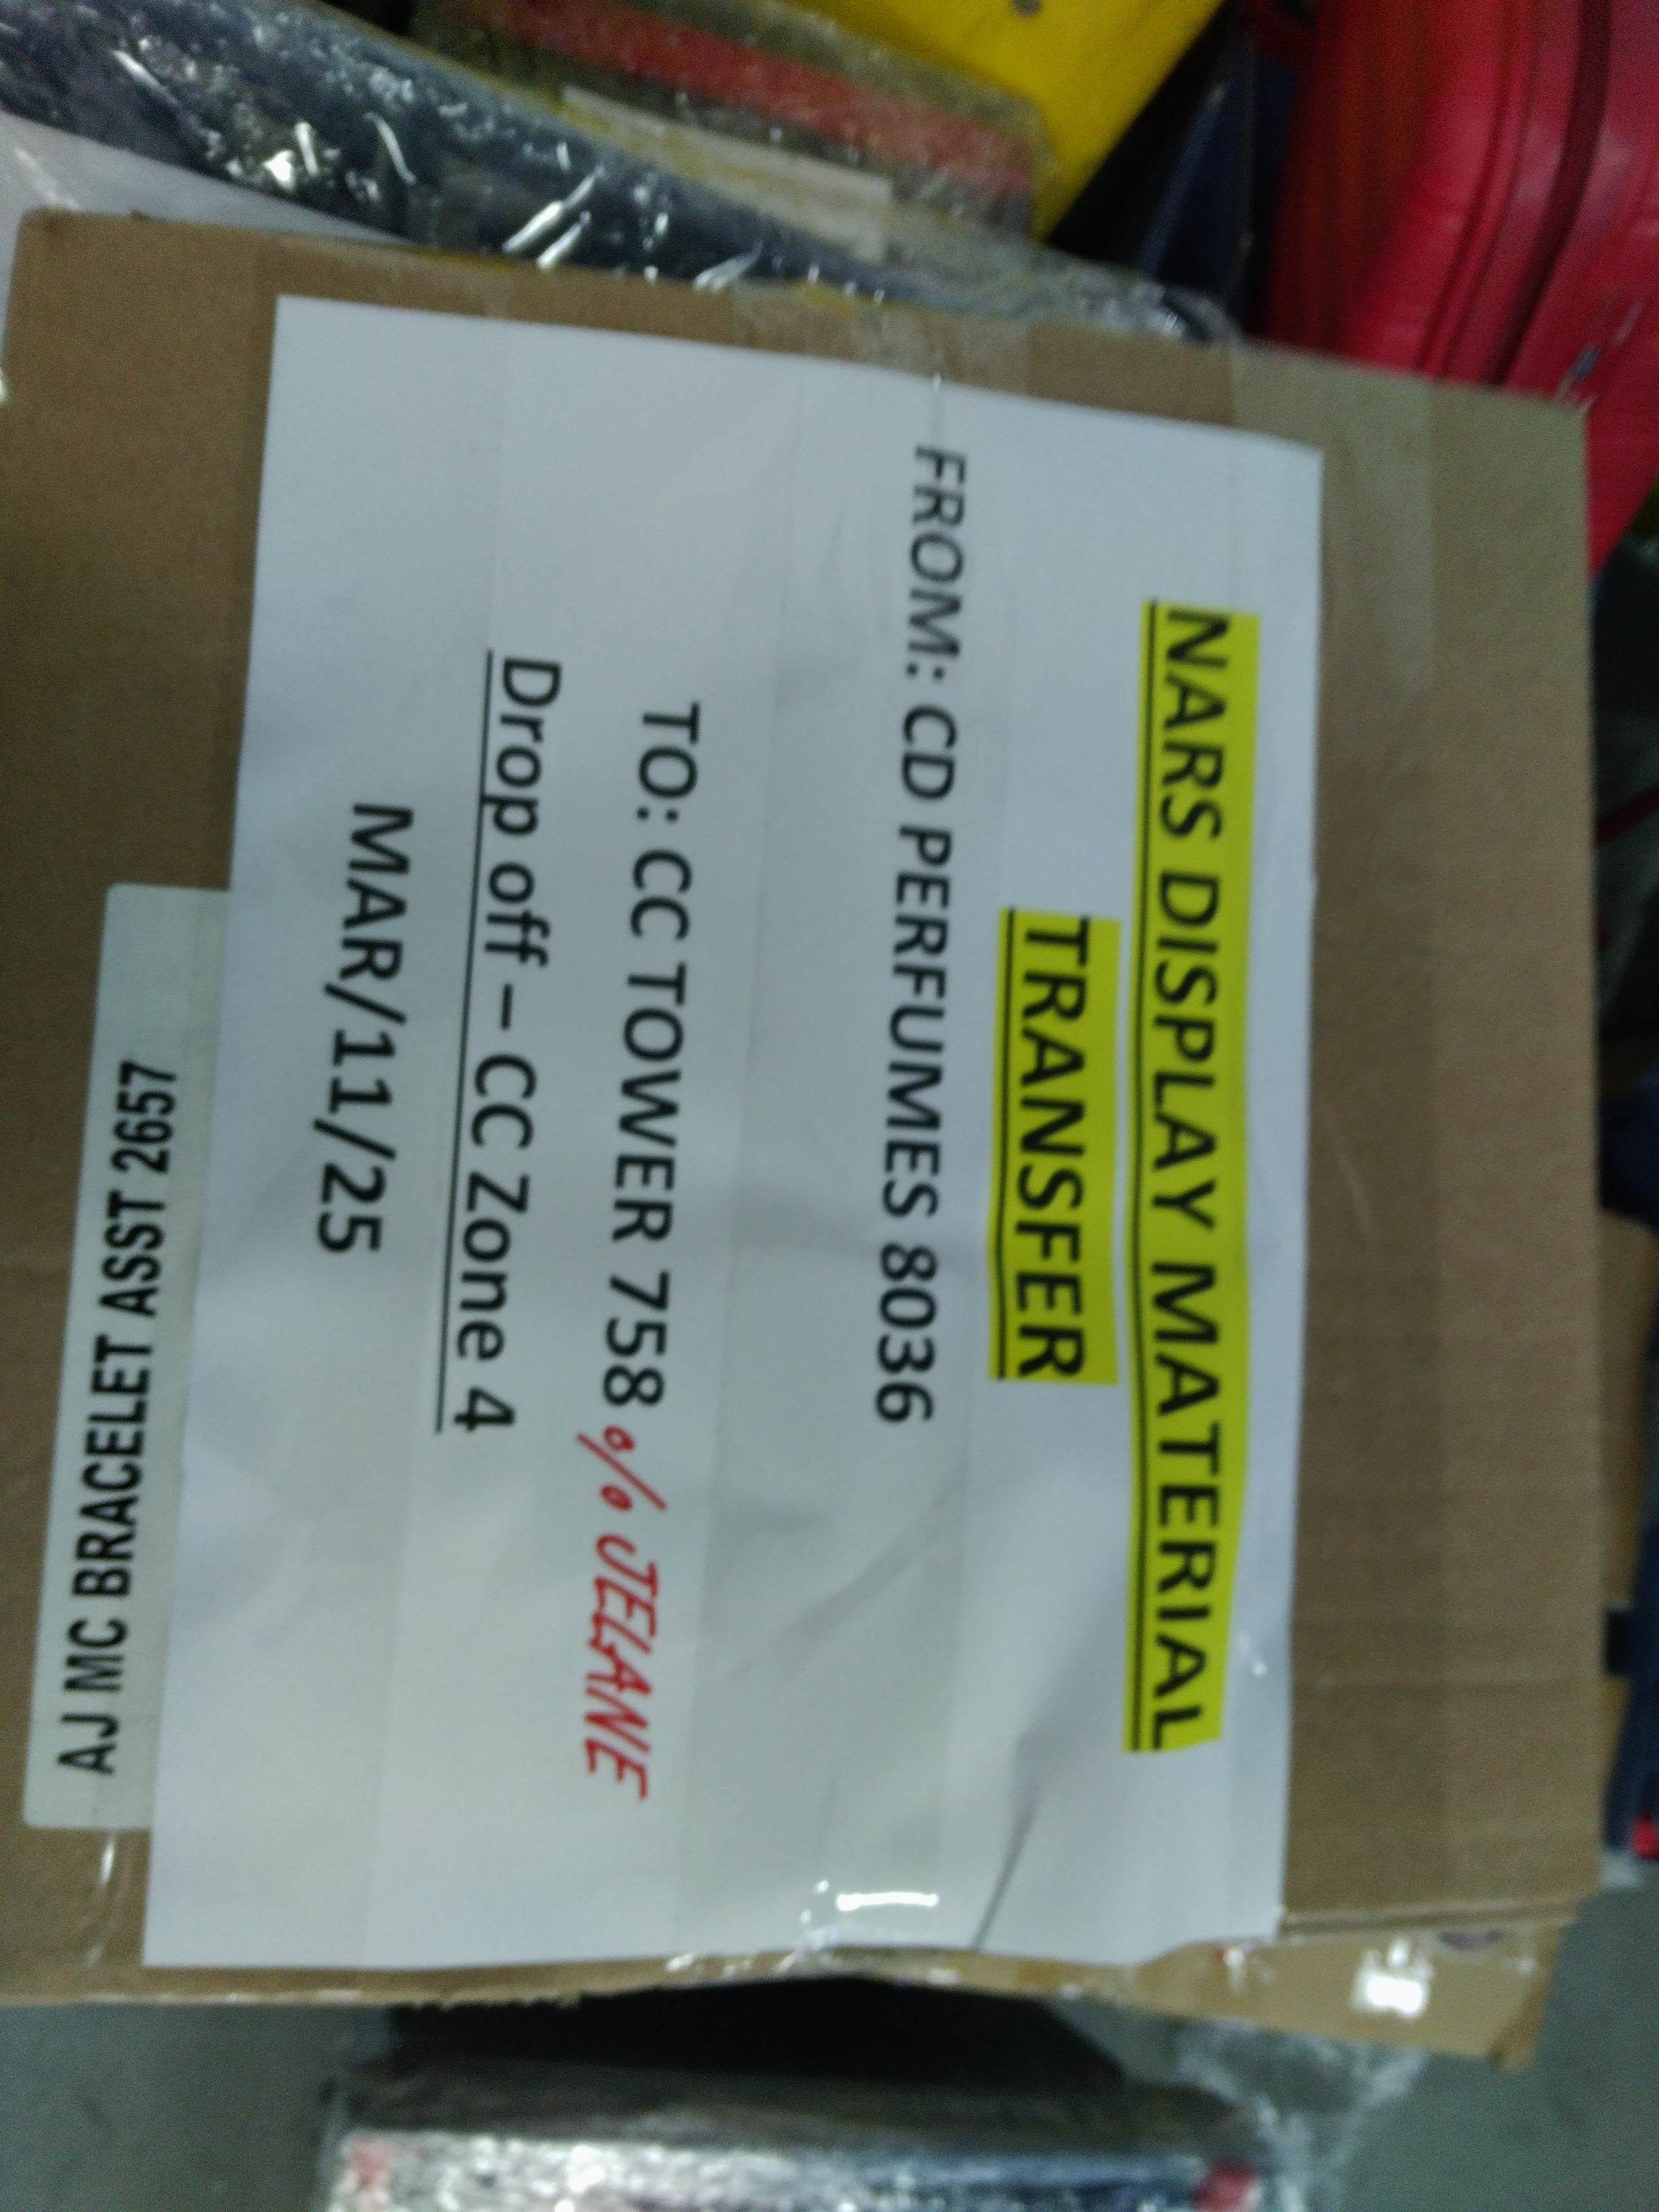 NARS DISPLAY MATERIAL
TRANSFER
FROM: CD PERFUMES 8036
TO: CC TOWER 758 % JELANE
Drop off – CC Zone 4
MAR/11/25
AJ MC BRACELET ASST 2657